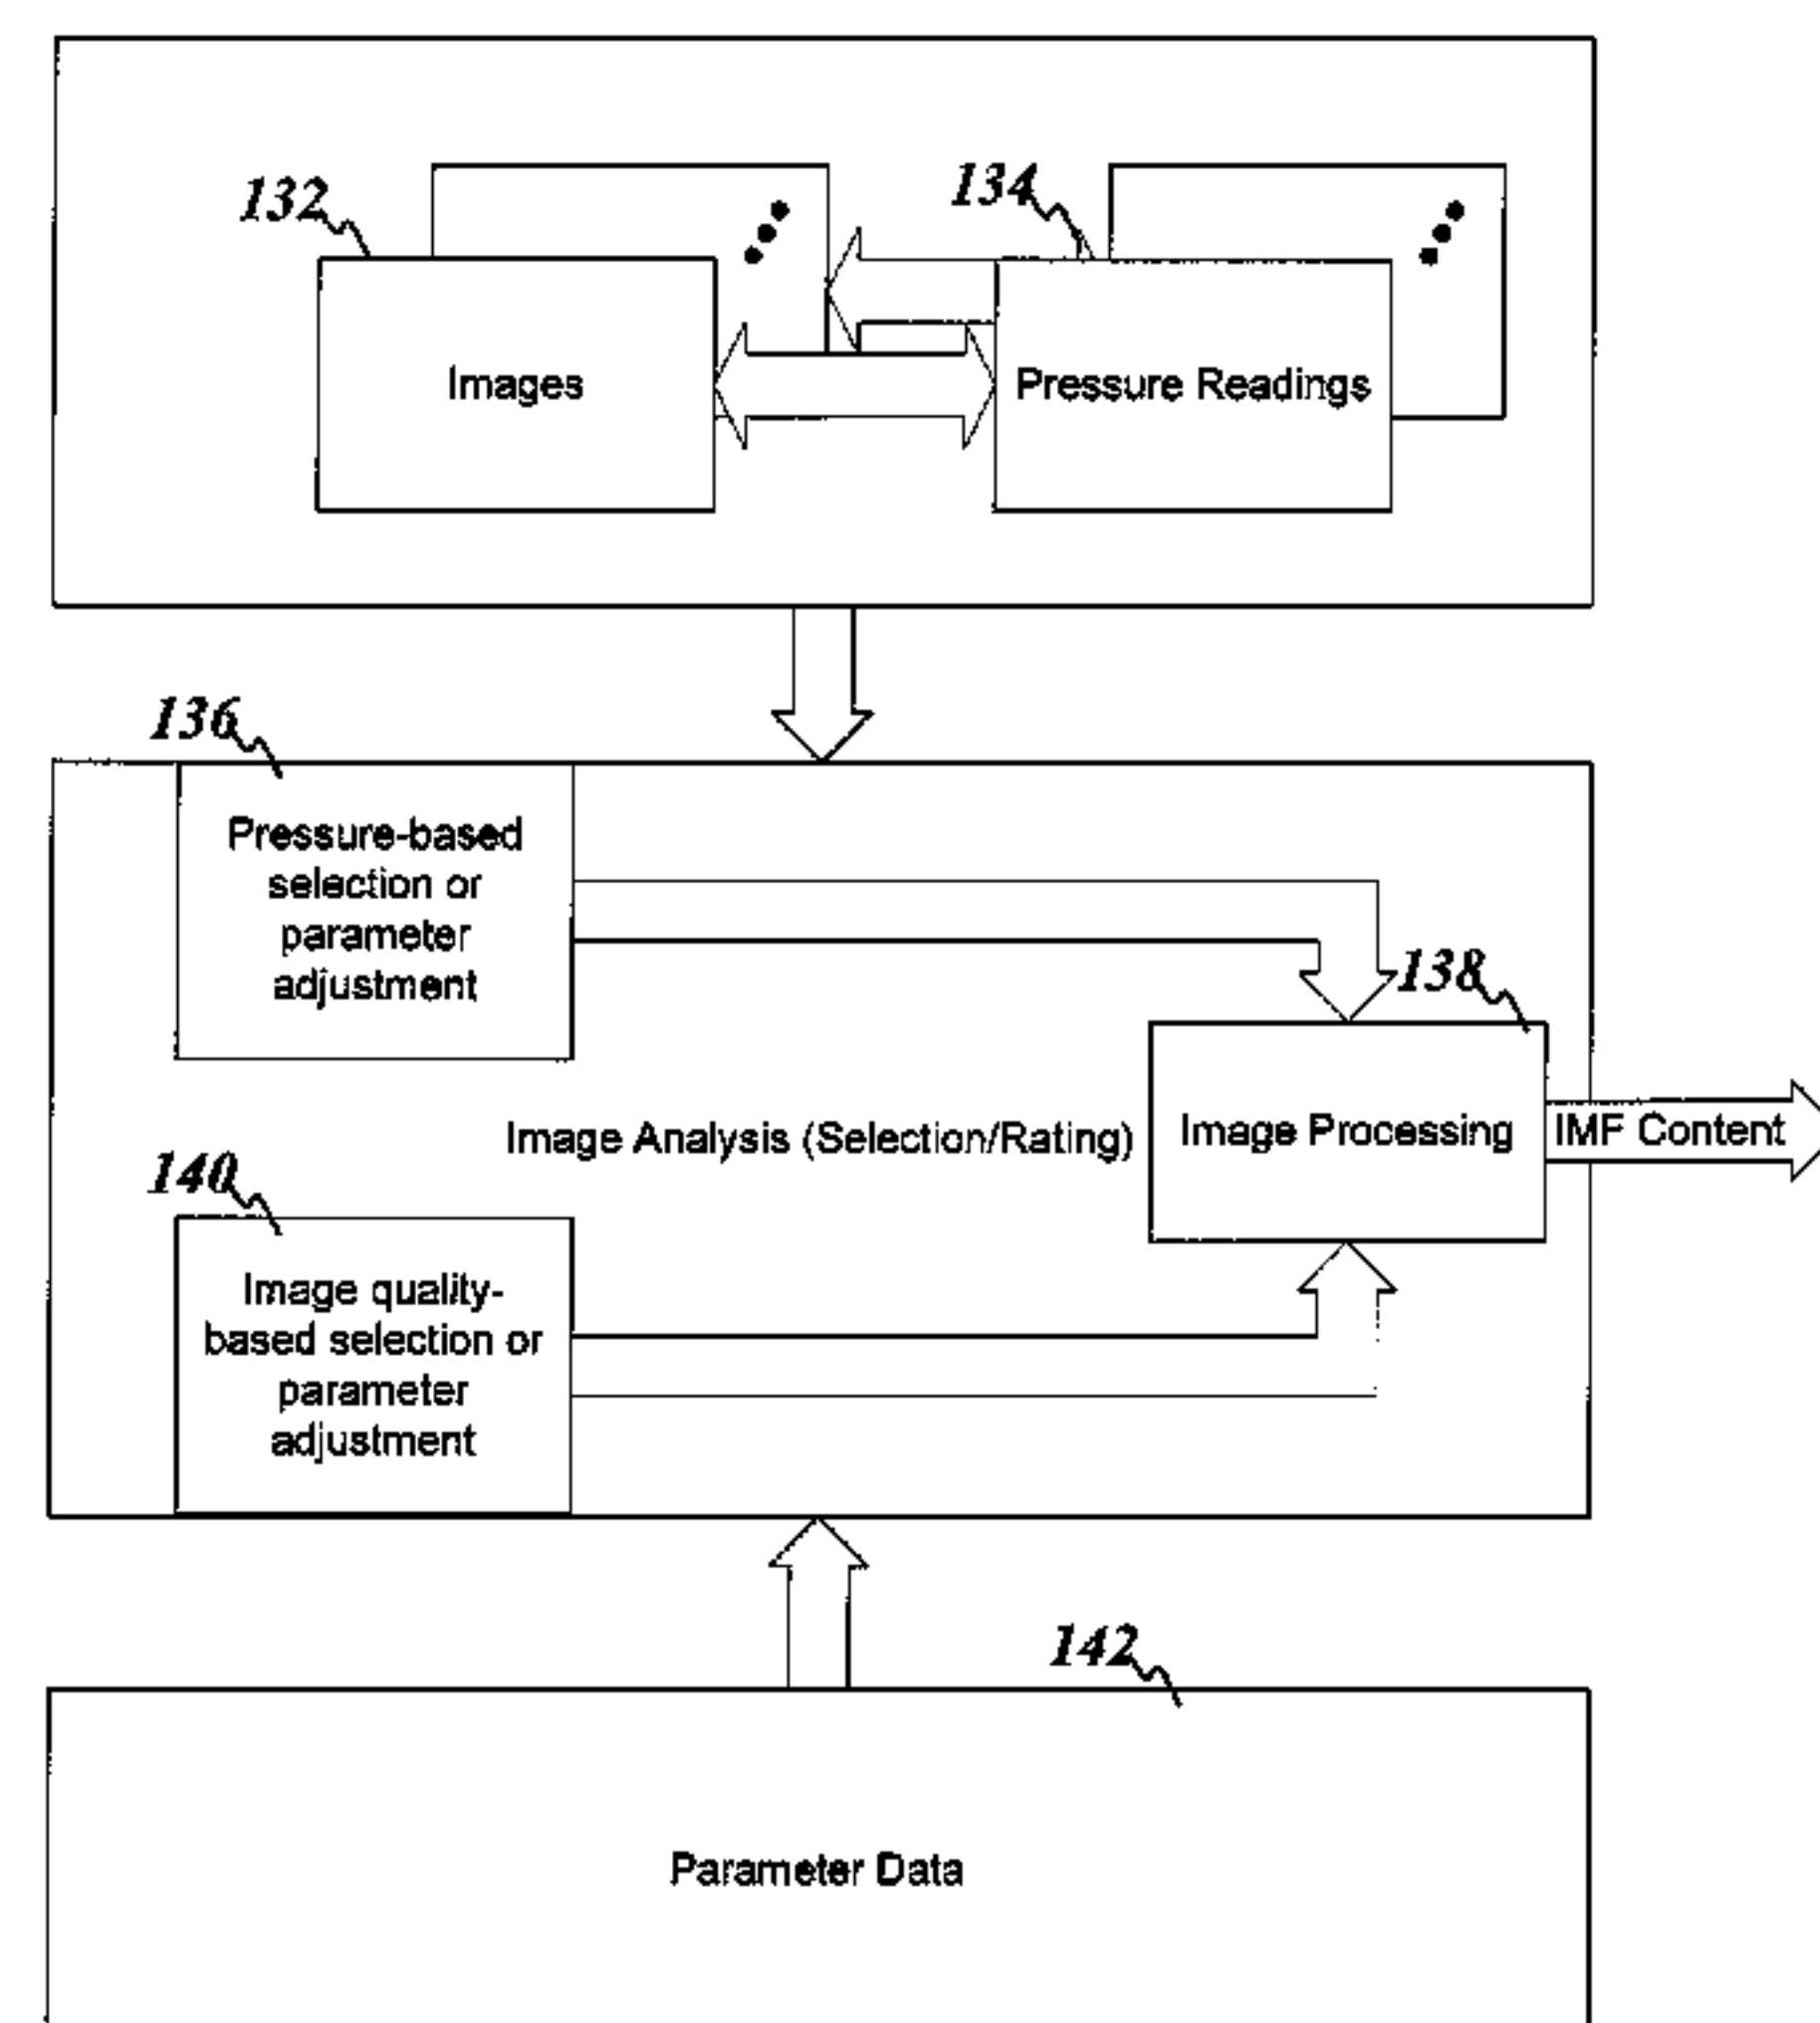 132
134
Images
Pressure Readings
136
Pressure-based
selection or
parameter
adjustment
138
Image Analysis (Selection/Rating)
Image Processing
IMF Content
140
Image quality-
based selection or
parameter
adjustment
142
Parameter Data